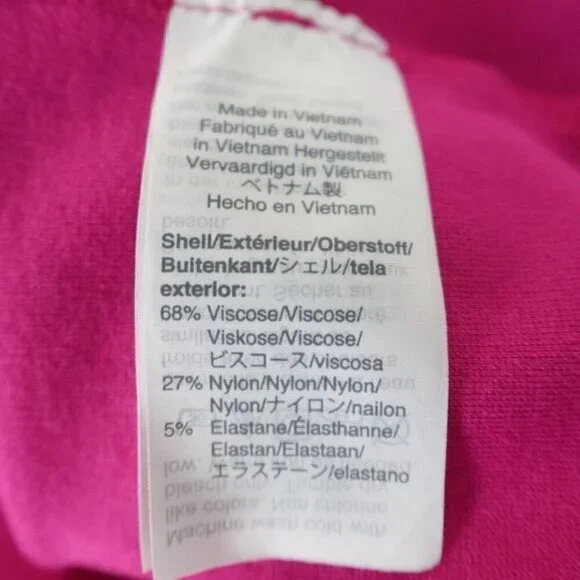 Made in Vietnam
Fabriqué au Vietnam
in Vietnam Hergestellt
Vervaardigd in Viëtnam
ベトナム製
Hecho en Vietnam
Shell/Extérieur/Oberstoff/
Buitenkant/シェル/tela
exterior:
68% Viscose/Viscose/
Viskose/Viscose/
ビスコース/viscosa
27% Nylon/Nylon/Nylon/
Nylon/ナイロン/nailon
5% Elastane/Élasthanne/
Elastan/Elastaan/
エラステーン/elastano